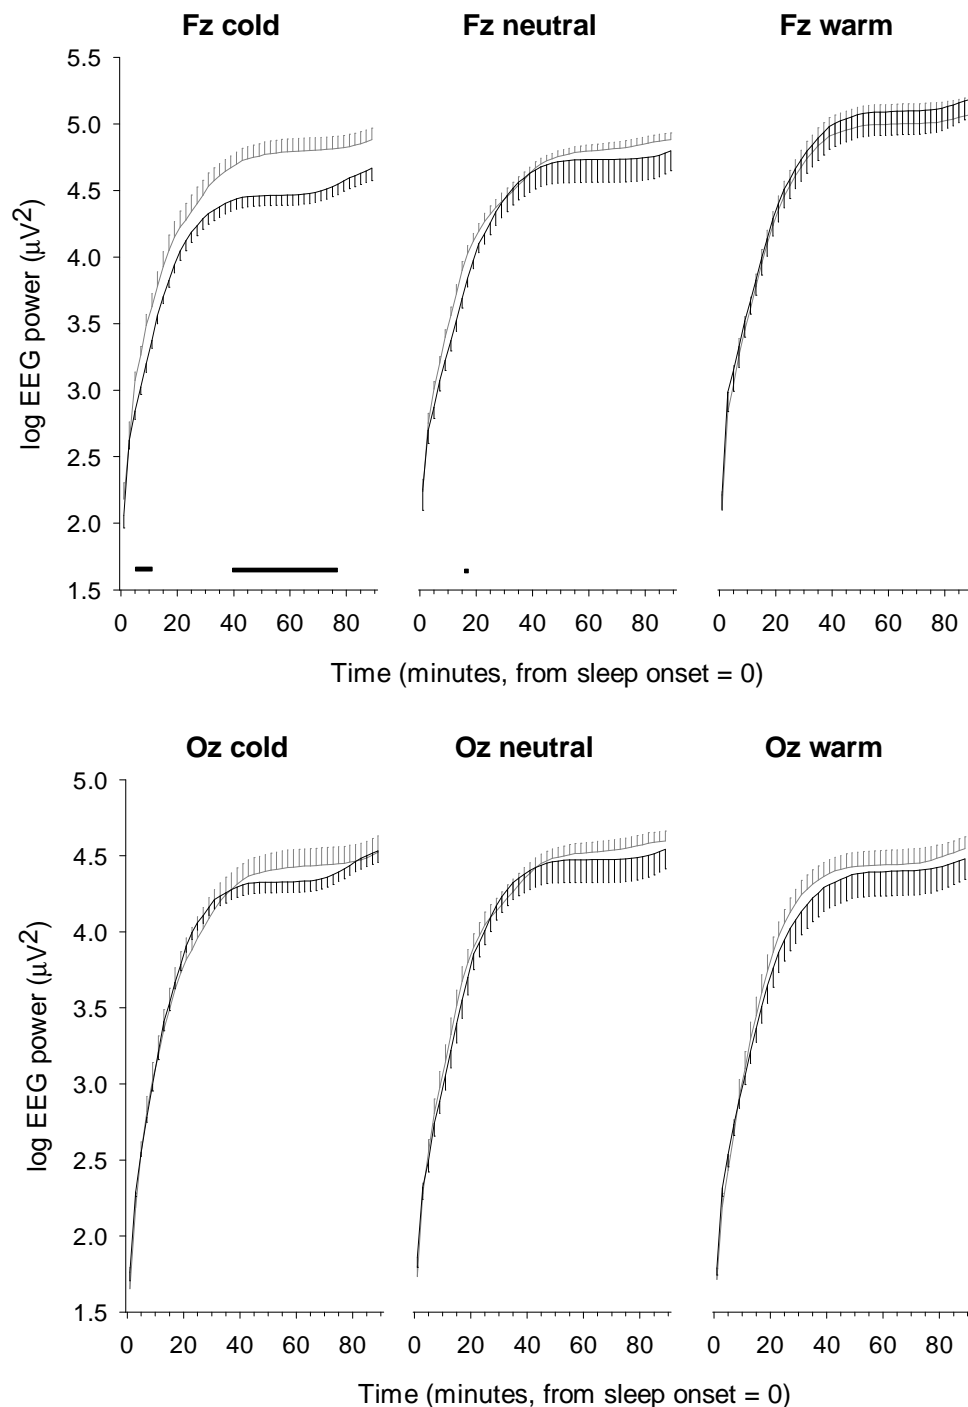 Fz cold Fz neutral Fz warm
5.5
5.0
4.5
4.0
3.5
3.0
2.5
2.0
1.5
log EEG power (μV²)
0 20 40 60 80 0 20 40 60 80 0 20 40 60 80
Time (minutes, from sleep onset = 0)
Oz cold Oz neutral Oz warm
5.0
4.5
4.0
3.5
3.0
2.5
2.0
1.5
log EEG power (μV²)
0 20 40 60 80 0 20 40 60 80 0 20 40 60 80
Time (minutes, from sleep onset = 0)